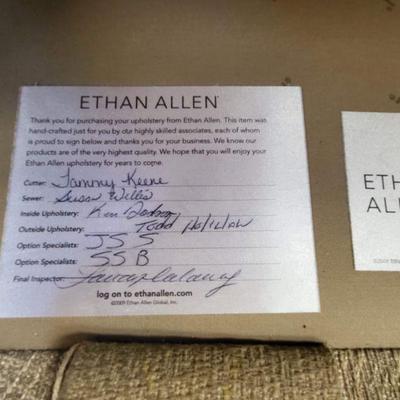 ETHAN ALLEN®
Thank you for purchasing your upholstery from Ethan Allen. This item was
hand-crafted just for you by our highly skilled associates, each of whom
is proud to sign below and thanks you for your business. We know our
products are of the very highest quality. We hope that you will enjoy your
Ethan Allen upholstery for years to come.
Cutter: Tammy Keene
Sewer: Susan Willis
Inside Upholstery: Kim
Outside Upholstery: Todd
Option Specialists: JSS
Option Specialists: SSB
Final Inspector:
log on to ethanallen.com
©2009 Ethan Allen Global, Inc.
ETH
AL